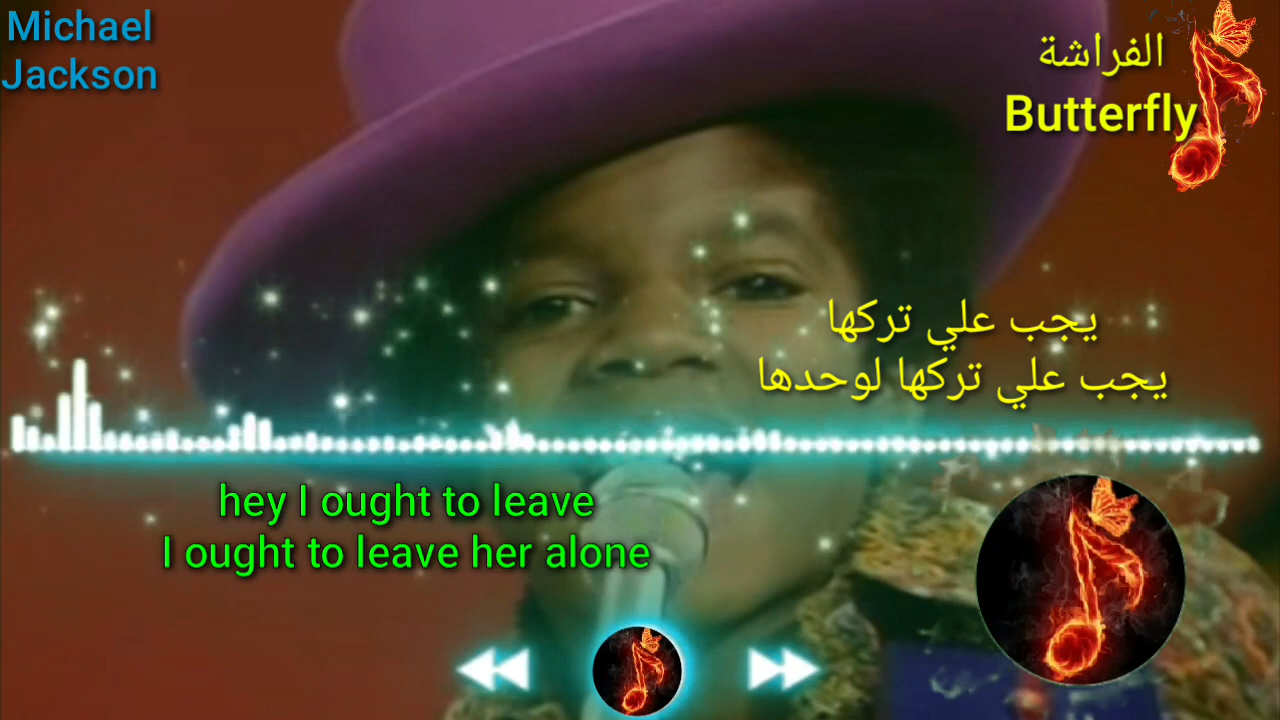 Michael
Jackson
الفراشة
Butterfly
يجب علي تركها
يجب علي تركها لوحدها
hey I ought to leave
I ought to leave her alone